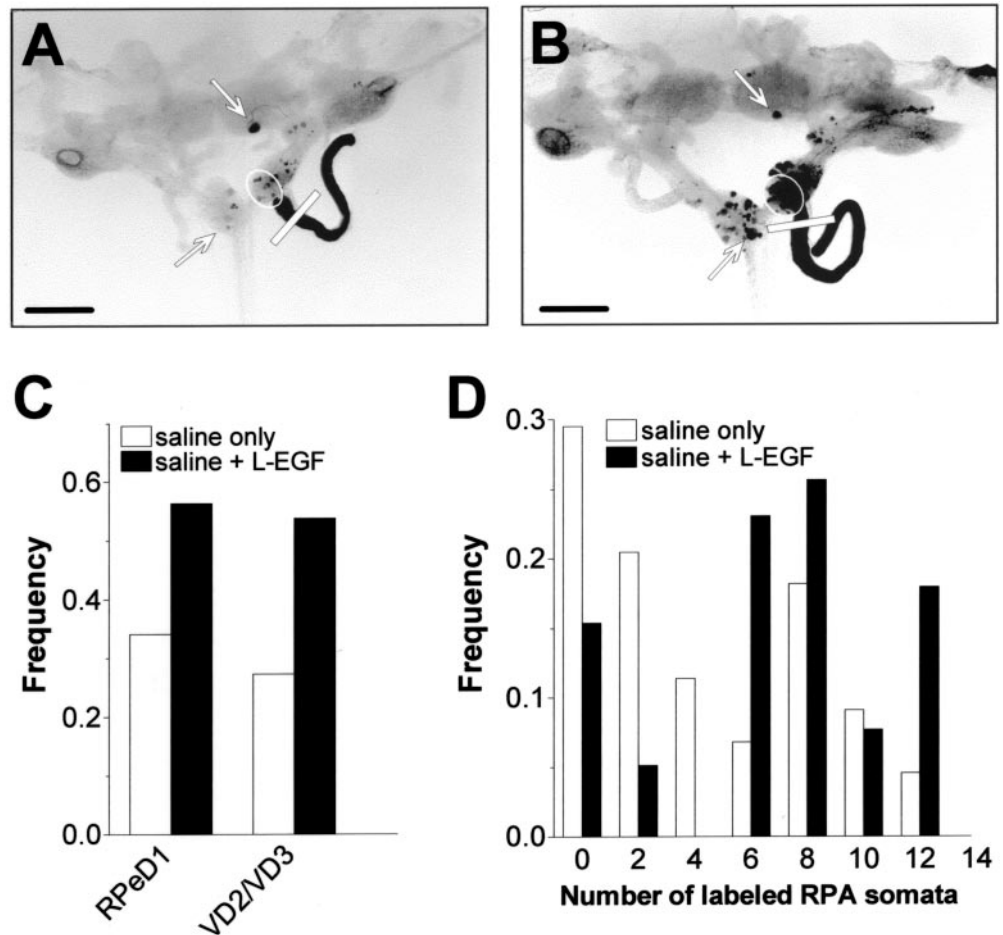 A
B
C
saline only
saline + L-EGF
Frequency
0.6
0.4
0.2
0.0
RPeD1
VD2/VD3
D
saline only
saline + L-EGF
Frequency
0.3
0.2
0.1
0.0
0 2 4 6 8 10 12 14
Number of labeled RPA somata